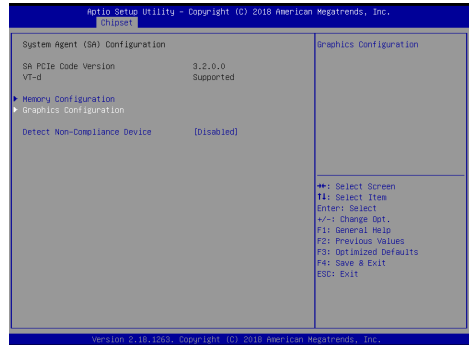 Aptio Setup Utility – Copyright (C) 2018 American Megatrends, Inc.
Chipset
System Agent (SA) Configuration
SA PCIe Code Version 3.2.0.0
VT-d Supported
Memory Configuration
Graphics Configuration
Detect Non-Compliance Device [Disabled]
Graphics Configuration
→←: Select Screen
↑↓: Select Item
Enter: Select
+/-: Change Opt.
F1: General Help
F2: Previous Values
F3: Optimized Defaults
F4: Save & Exit
ESC: Exit
Version 2.18.1263. Copyright (C) 2018 American Megatrends, Inc.